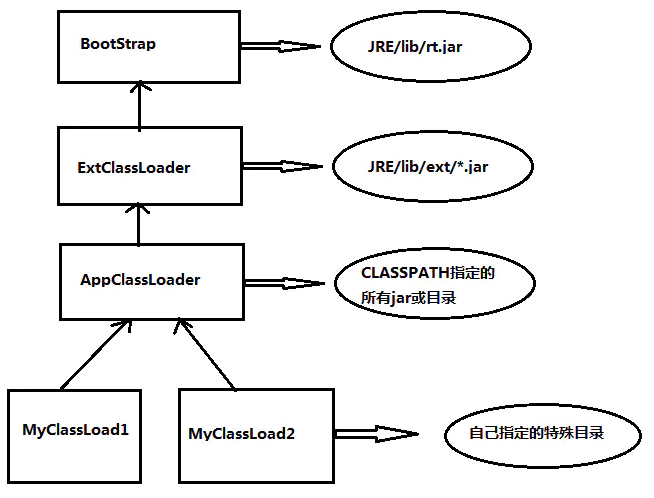 BootStrap
JRE/lib/rt.jar
ExtClassLoader
JRE/lib/ext/*.jar
AppClassLoader
CLASSPATH指定的
所有jar或目录
MyClassLoad1
MyClassLoad2
自己指定的特殊目录